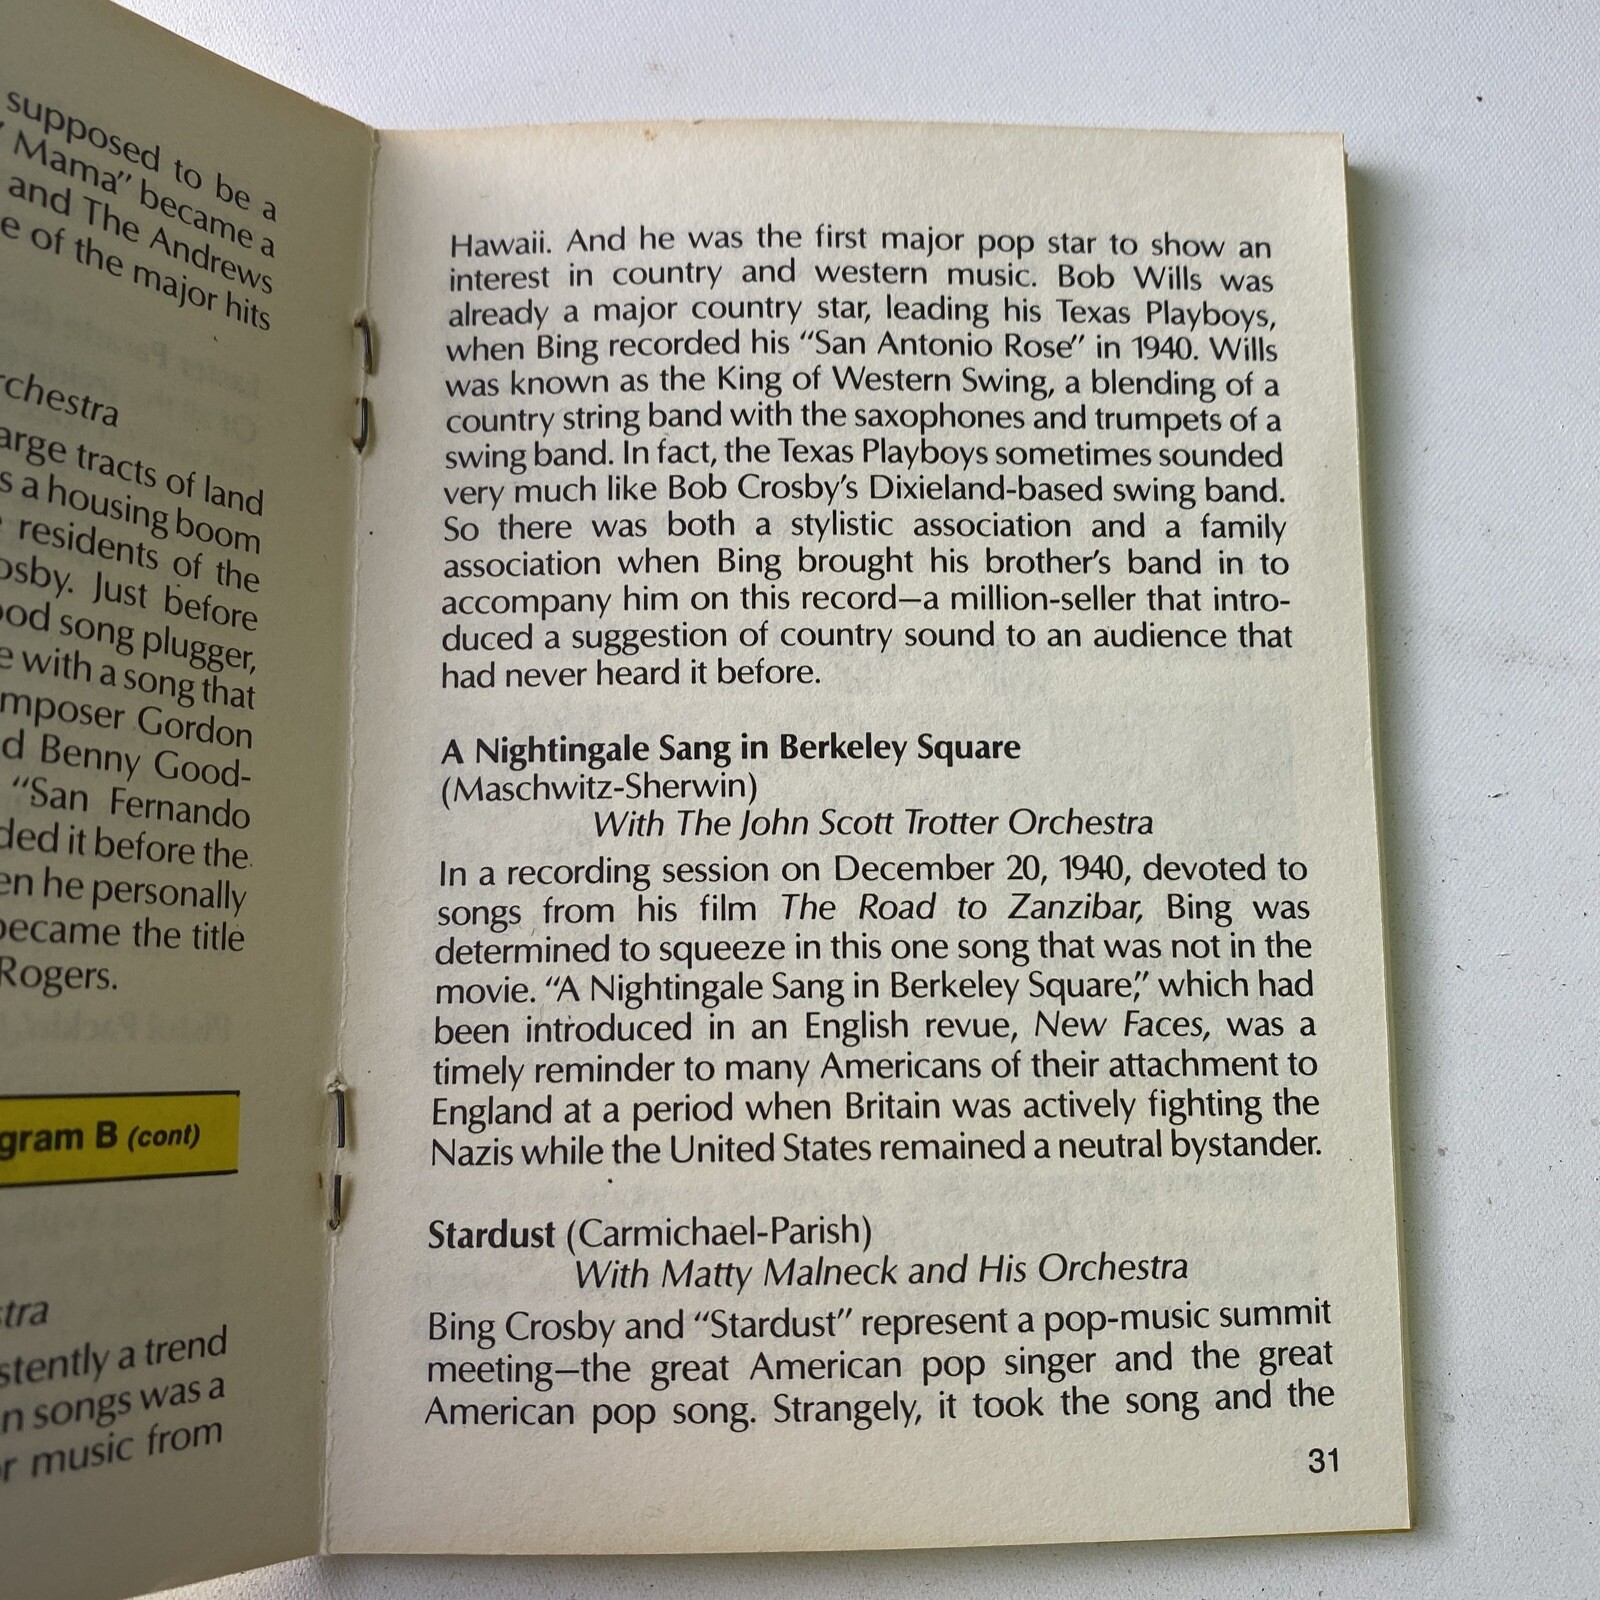 supposed to be a
Mama” became a
and The Andrews
e of the major hits
rchestra
arge tracts of land
s a housing boom
residents of the
osby. Just before
ood song plugger,
e with a song that
mposer Gordon
d Benny Good-
“San Fernando
ded it before the
en he personally
became the title
Rogers.
gram B (cont)
stra
stently a trend
n songs was a
r music from
Hawaii. And he was the first major pop star to show an
interest in country and western music. Bob Wills was
already a major country star, leading his Texas Playboys,
when Bing recorded his “San Antonio Rose” in 1940. Wills
was known as the King of Western Swing, a blending of a
country string band with the saxophones and trumpets of a
swing band. In fact, the Texas Playboys sometimes sounded
very much like Bob Crosby’s Dixieland-based swing band.
So there was both a stylistic association and a family
association when Bing brought his brother’s band in to
accompany him on this record—a million-seller that intro-
duced a suggestion of country sound to an audience that
had never heard it before.
A Nightingale Sang in Berkeley Square
(Maschwitz-Sherwin)
With The John Scott Trotter Orchestra
In a recording session on December 20, 1940, devoted to
songs from his film The Road to Zanzibar, Bing was
determined to squeeze in this one song that was not in the
movie. “A Nightingale Sang in Berkeley Square,” which had
been introduced in an English revue, New Faces, was a
timely reminder to many Americans of their attachment to
England at a period when Britain was actively fighting the
Nazis while the United States remained a neutral bystander.
Stardust (Carmichael-Parish)
With Matty Malneck and His Orchestra
Bing Crosby and “Stardust” represent a pop-music summit
meeting—the great American pop singer and the great
American pop song. Strangely, it took the song and the
31